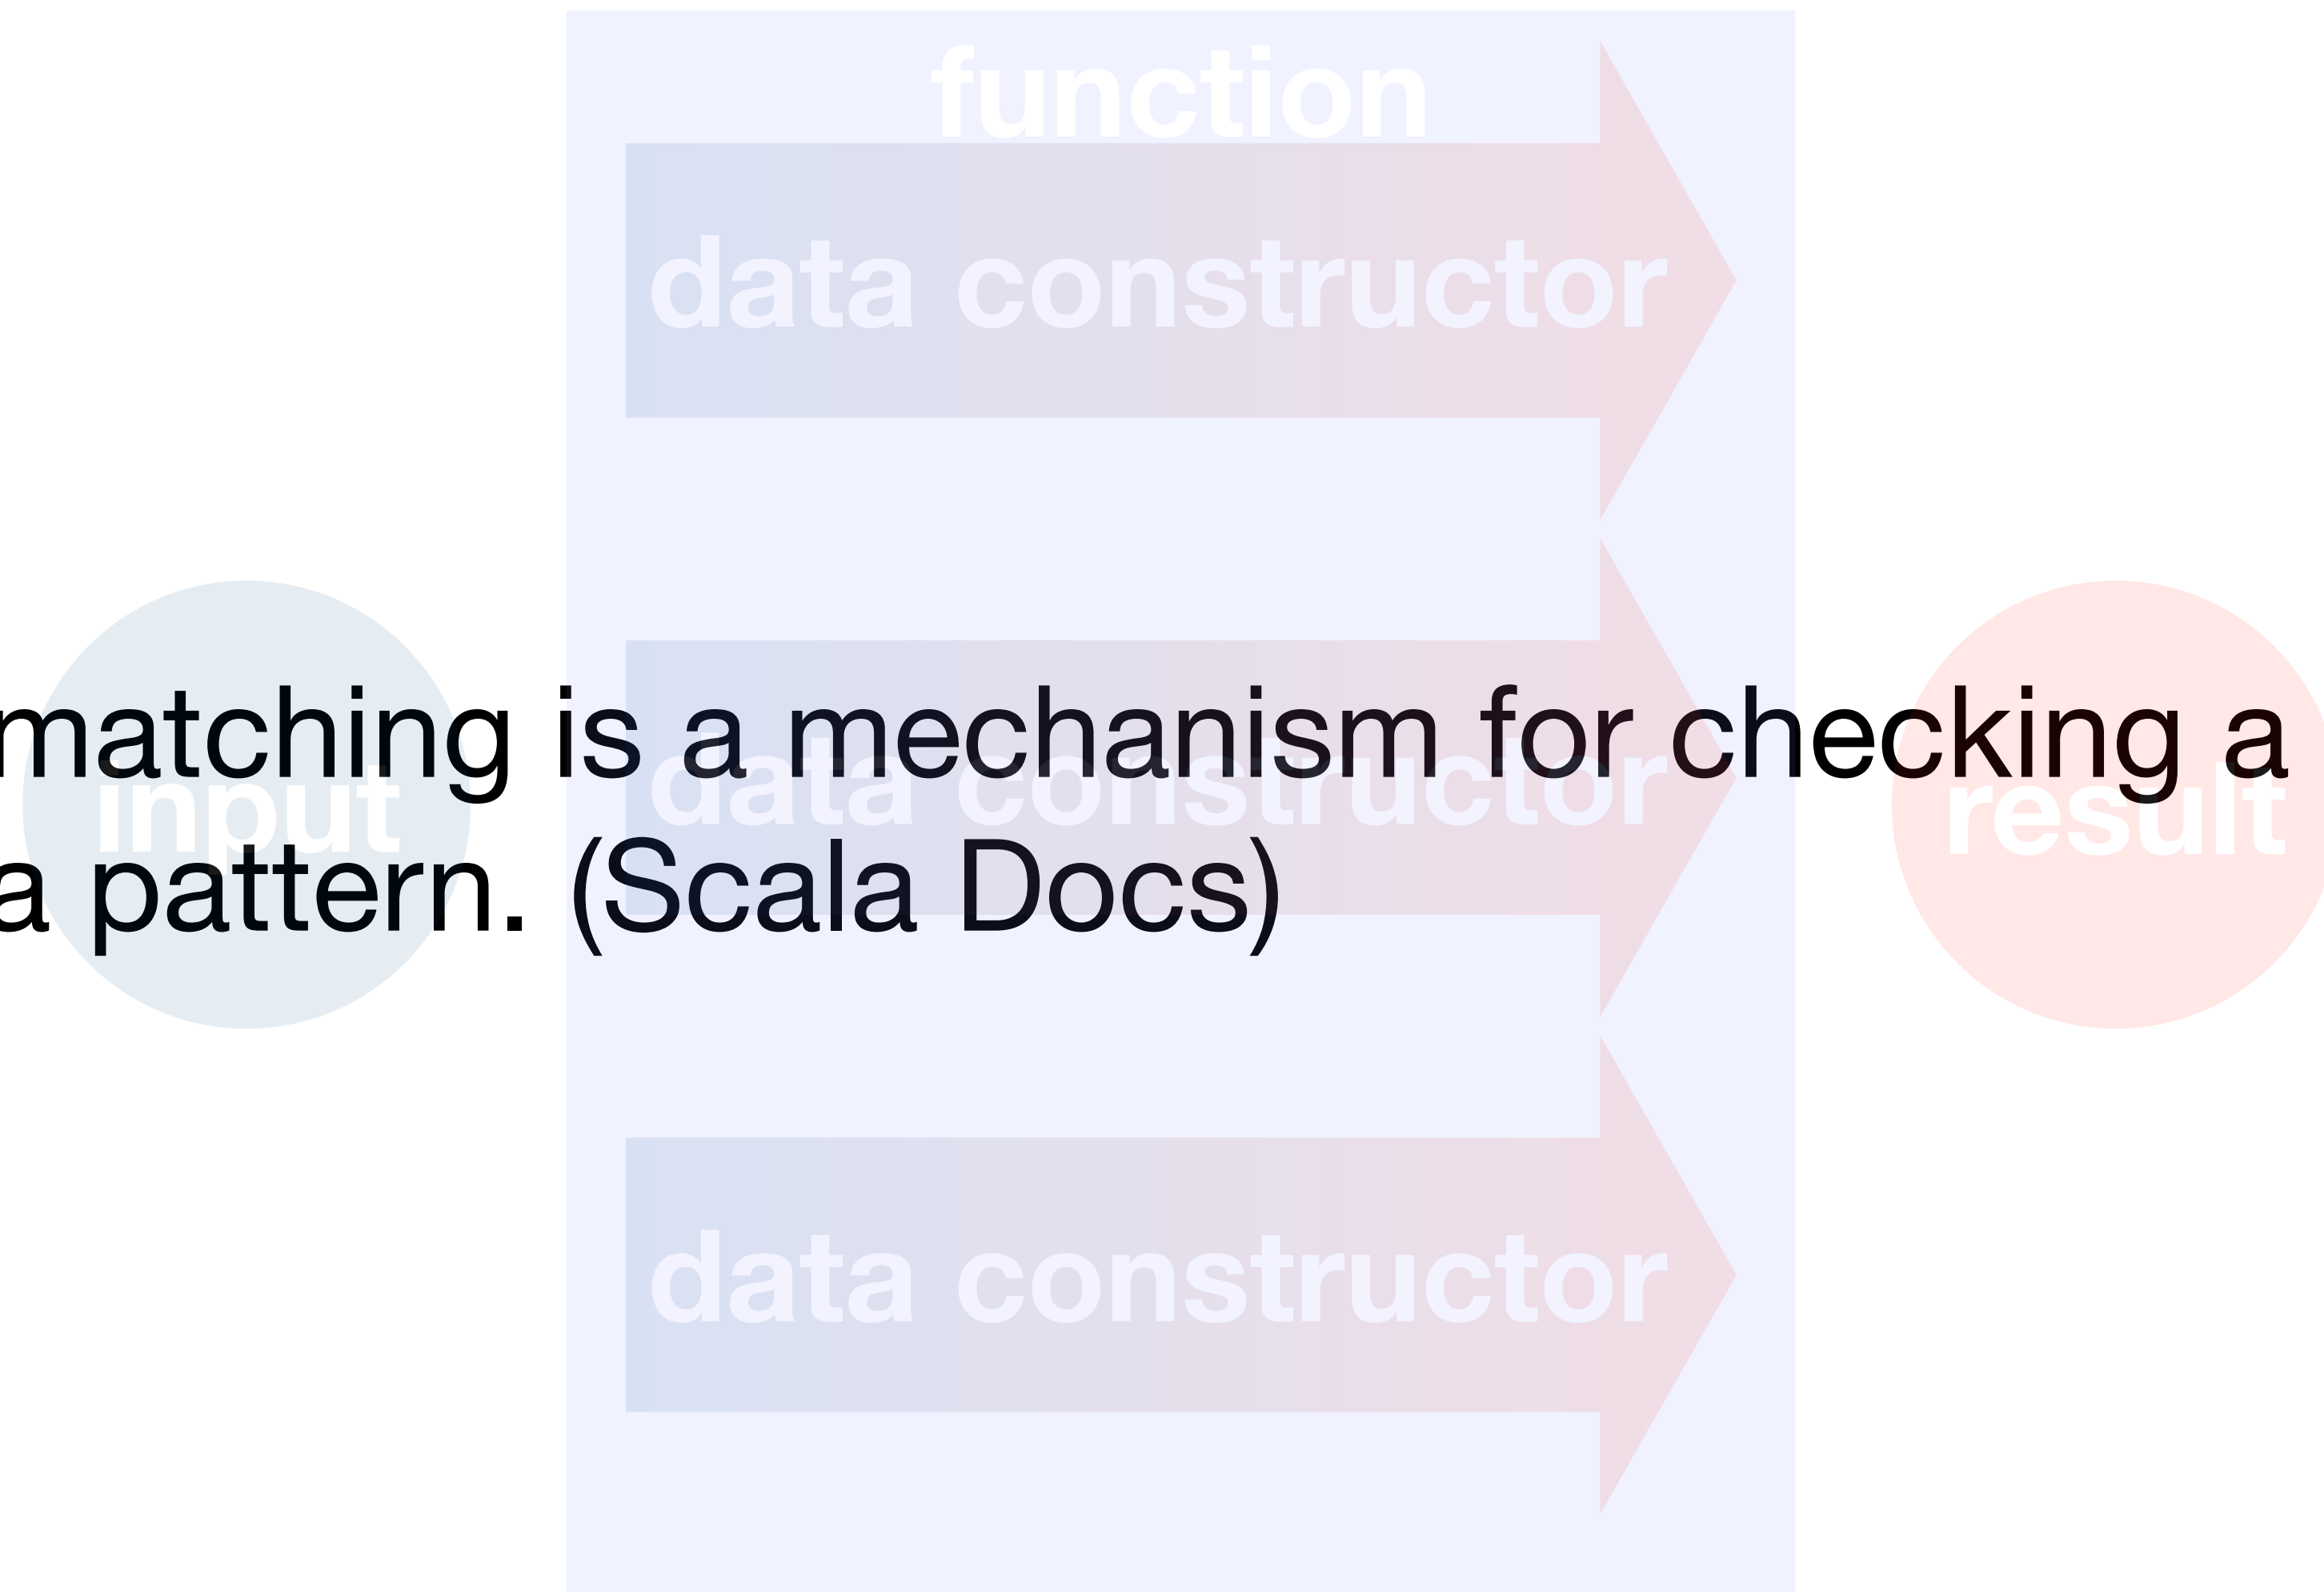 function
data constructor
matching is a mechanism for checking a
input
data constructor
result
a pattern. (Scala Docs)
data constructor